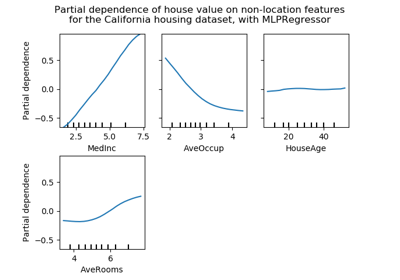 Partial dependence of house value on non-location features
for the California housing dataset, with MLPRegressor
Partial dependence
0.5
0.0
−0.5
2.5 5.0 7.5
MedInc
2 3 4
AveOccup
20 40
HouseAge
Partial dependence
0.5
0.0
−0.5
4 6
AveRooms